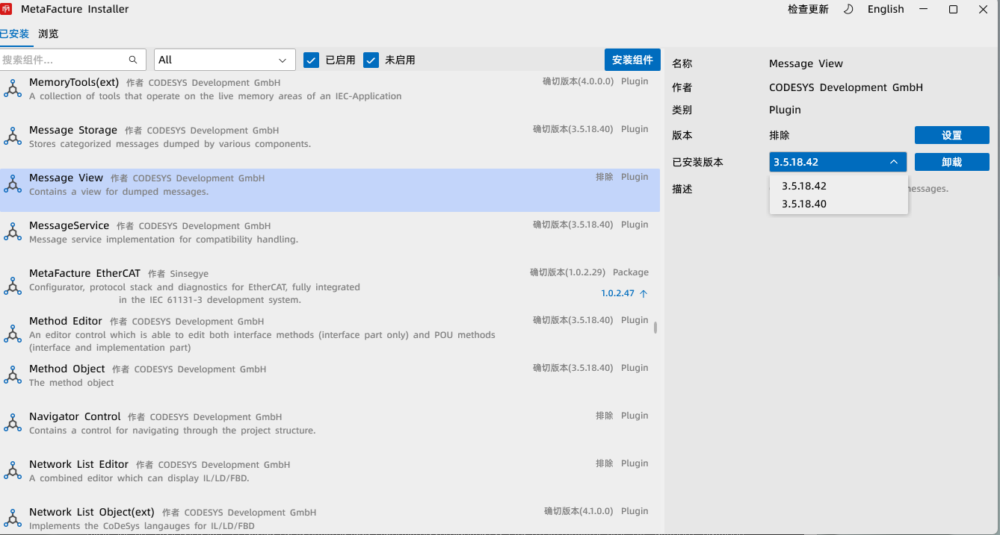 MetaFacture Installer
检查更新 English
已安装 浏览
搜索组件... All 已启用 未启用 安装组件
MemoryTools(ext) 作者 CODESYS Development GmbH 确切版本(4.0.0.0) Plugin
A collection of tools that operate on the live memory areas of an IEC-Application
Message Storage 作者 CODESYS Development GmbH 确切版本(3.5.18.40) Plugin
Stores categorized messages dumped by various components.
Message View 作者 CODESYS Development GmbH 排除 Plugin
Contains a view for dumped messages.
MessageService 作者 CODESYS Development GmbH 确切版本(3.5.18.40) Plugin
Message service implementation for compatibility handling.
MetaFacture EtherCAT 作者 Sinsegye 确切版本(1.0.2.29) Package
Configurator, protocol stack and diagnostics for EtherCAT, fully integrated
in the IEC 61131-3 development system.
1.0.2.47 ↑
Method Editor 作者 CODESYS Development GmbH 确切版本(3.5.18.40) Plugin
An editor control which is able to edit both interface methods (interface part only) and POU methods
(interface and implementation part)
Method Object 作者 CODESYS Development GmbH 确切版本(3.5.18.40) Plugin
The method object
Navigator Control 作者 CODESYS Development GmbH 排除 Plugin
Contains a control for navigating through the project structure.
Network List Editor 作者 CODESYS Development GmbH 排除 Plugin
A combined editor which can display IL/LD/FBD.
Network List Object(ext) 作者 CODESYS Development GmbH 确切版本(4.1.0.0) Plugin
Implements the CoDeSys langauges for IL/LD/FBD
名称 Message View
作者 CODESYS Development GmbH
类别 Plugin
版本 排除 设置
已安装版本 3.5.18.42 卸载
描述 essages.
3.5.18.42
3.5.18.40